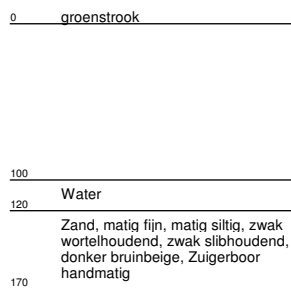 0 groenstrook
100
Water
120
Zand, matig fijn, matig siltig, zwak
wortelhoudend, zwak slibhoudend,
donker bruinbeige, Zuigerboor
handmatig
170